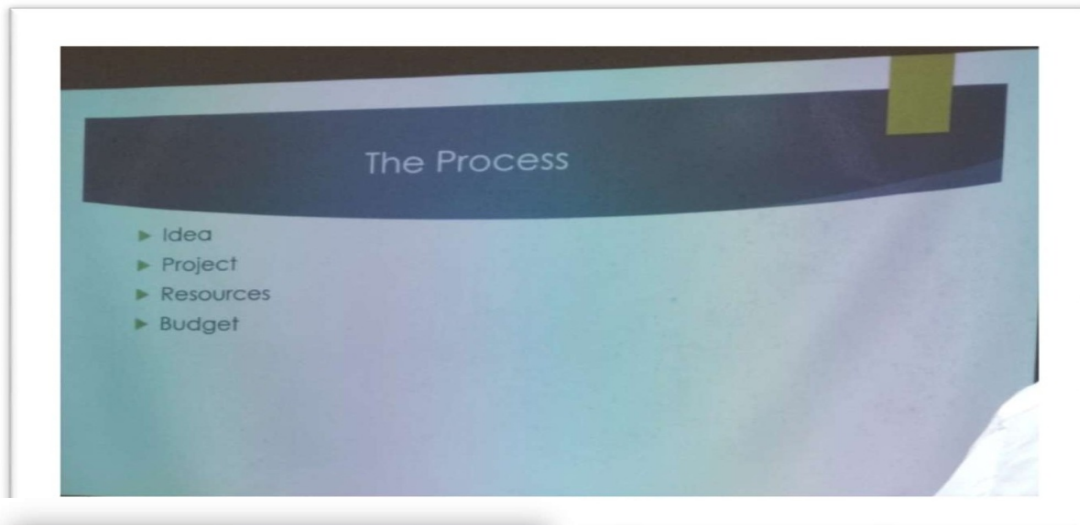 The Process
Idea
Project
Resources
Budget